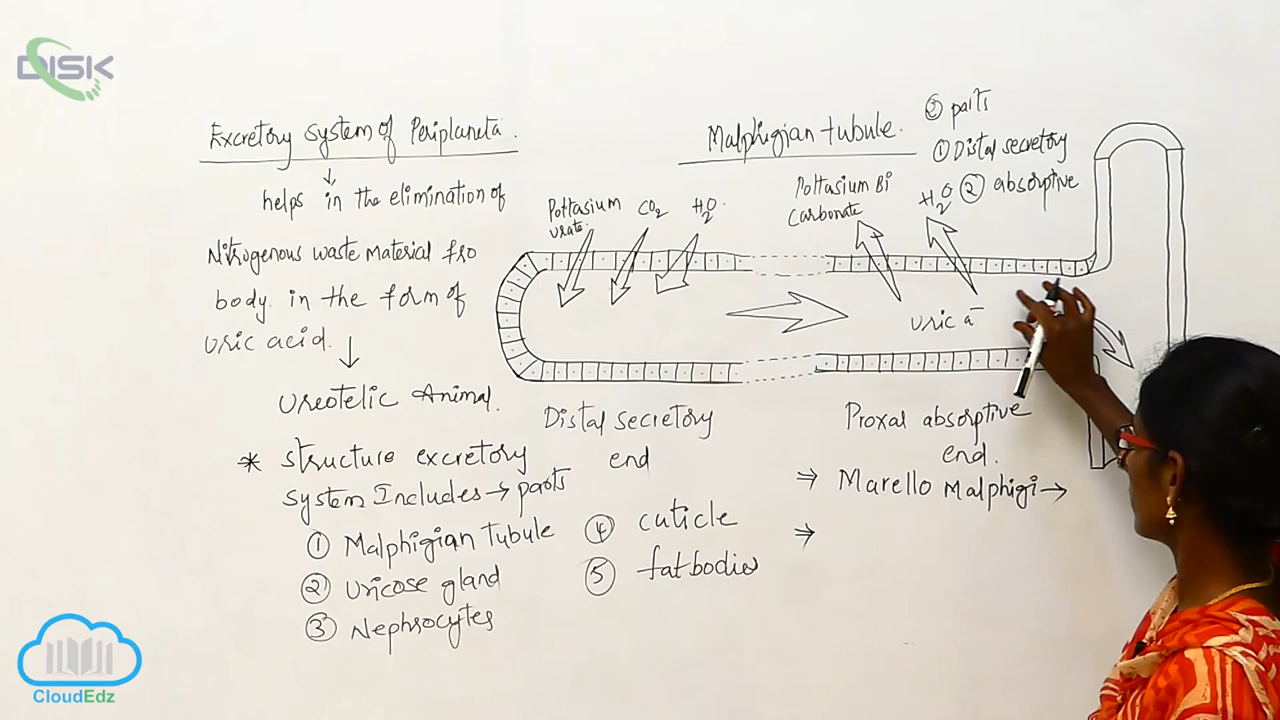 DISK
Excretory system of Periplaneta.
helps in the elimination of
Nitrogenous waste material fro
body in the form of
uric acid.
Ureotelic Animal.
* Structure excretory
system Includes → parts
① Malphigian Tubule
② Uricose gland
③ Nephrocytes
④ cuticle
⑤ fatbodies
Malphigian tubule.
② parts
① Distal secretory
② absorptive
Pottasium
urate
CO2
H2O
Pottasium Bi
Carbonate
H2O
uric a
Distal secretory
end
Proxal absorptive
end.
⇒ Marello Malphigi →
⇒
CloudEdz